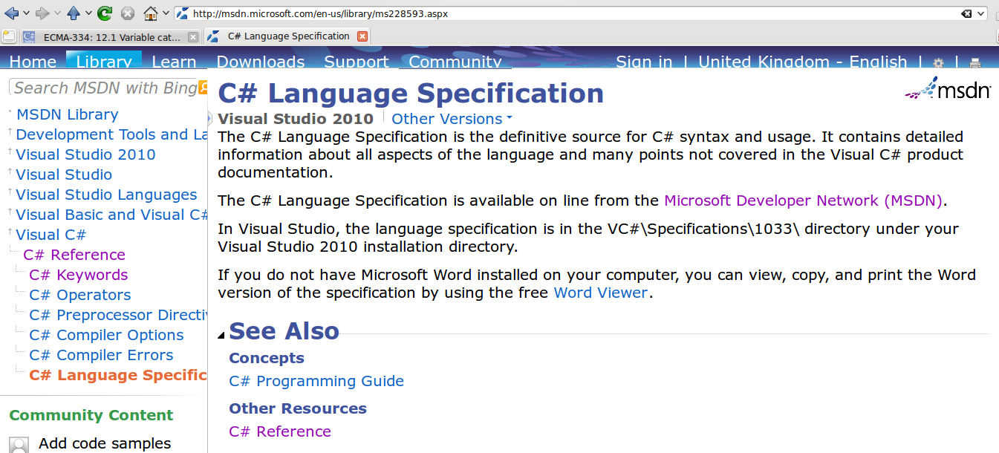 http://msdn.microsoft.com/en-us/library/ms228593.aspx
C# ECMA-334: 12.1 Variable cat...
C# Language Specification
Home Library Learn Downloads Support Community Sign in | United Kingdom - English | |
Search MSDN with Bing
MSDN Library
Development Tools and La
Visual Studio 2010
Visual Studio
Visual Studio Languages
Visual Basic and Visual C#
Visual C#
C# Reference
C# Keywords
C# Operators
C# Preprocessor Directiv
C# Compiler Options
C# Compiler Errors
C# Language Specific
Community Content
Add code samples
C# Language Specification
msdn
Visual Studio 2010 Other Versions
The C# Language Specification is the definitive source for C# syntax and usage. It contains detailed
information about all aspects of the language and many points not covered in the Visual C# product
documentation.
The C# Language Specification is available on line from the Microsoft Developer Network (MSDN).
In Visual Studio, the language specification is in the VC#\Specifications\1033\ directory under your
Visual Studio 2010 installation directory.
If you do not have Microsoft Word installed on your computer, you can view, copy, and print the Word
version of the specification by using the free Word Viewer.
See Also
Concepts
C# Programming Guide
Other Resources
C# Reference